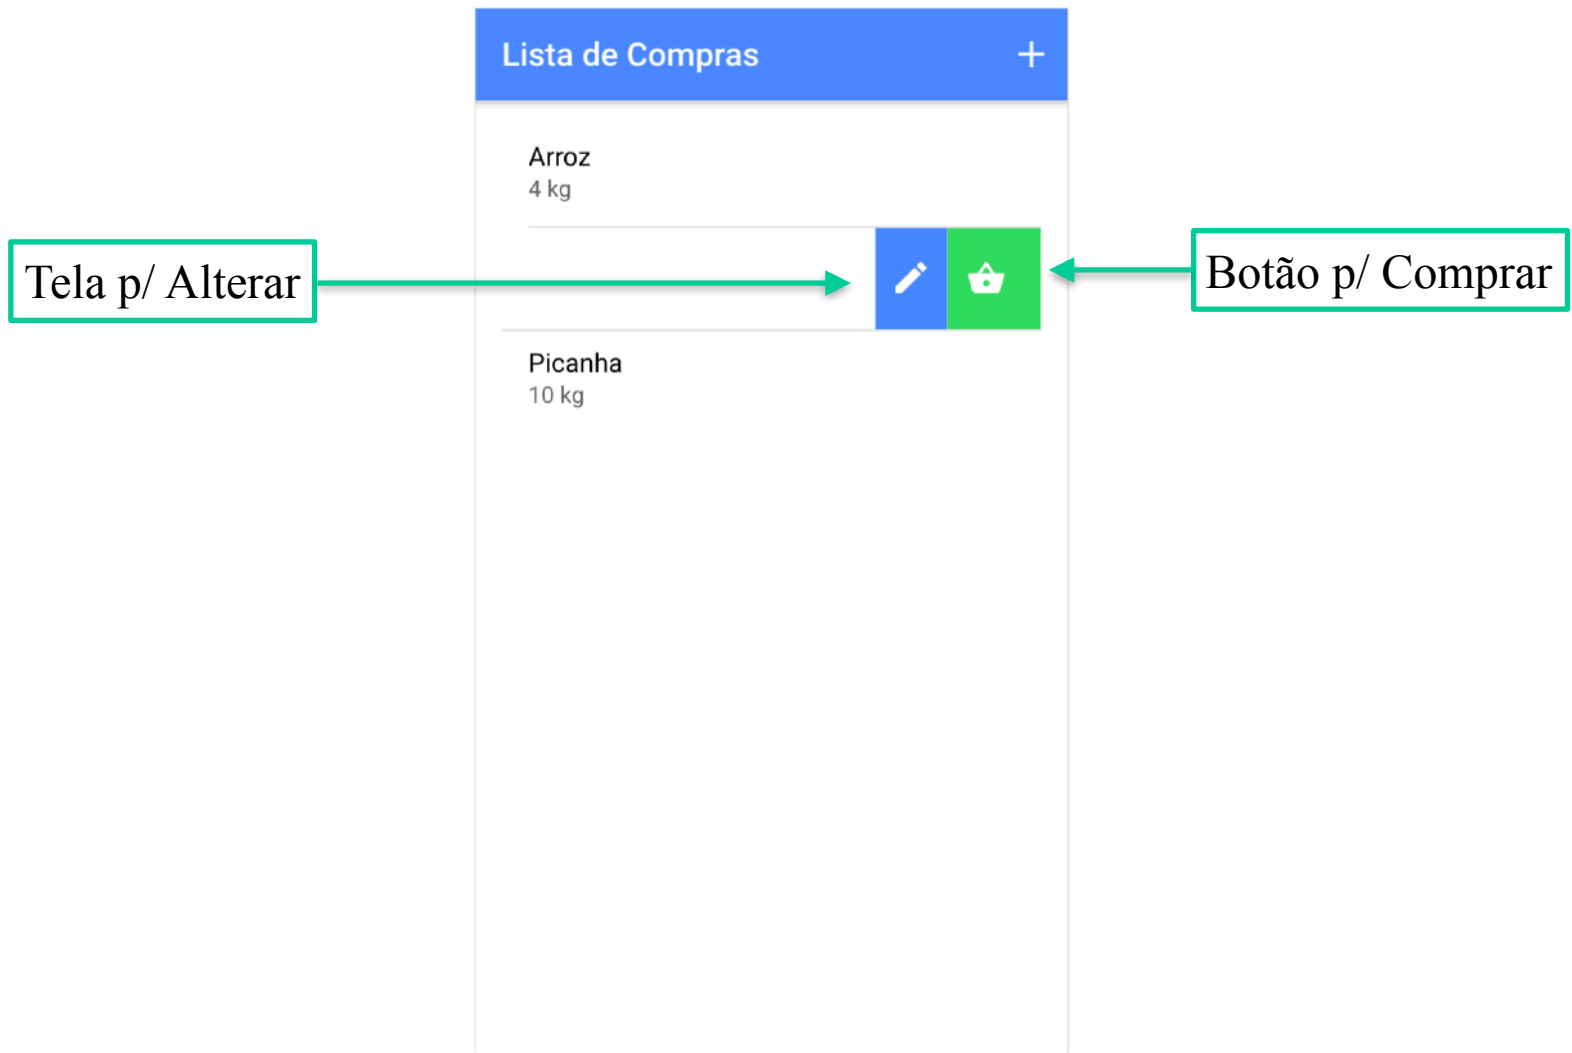 Lista de Compras +
Arroz
4 kg
Tela p/ Alterar
Botão p/ Comprar
Picanha
10 kg